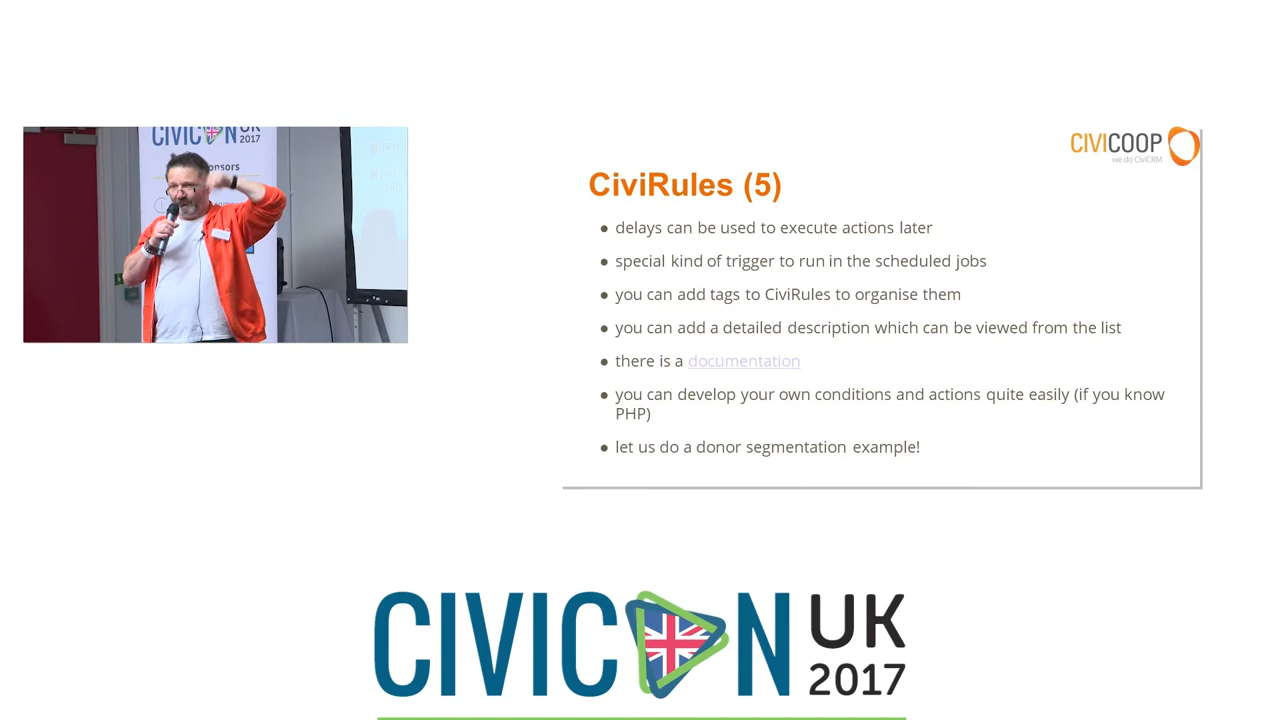 CIVIC N UK
2017
onsors
CIVICOOP
we do CiviCRM
CiviRules (5)
● delays can be used to execute actions later
● special kind of trigger to run in the scheduled jobs
● you can add tags to CiviRules to organise them
● you can add a detailed description which can be viewed from the list
● there is a documentation
● you can develop your own conditions and actions quite easily (if you know
PHP)
● let us do a donor segmentation example!
CIVIC N UK
2017